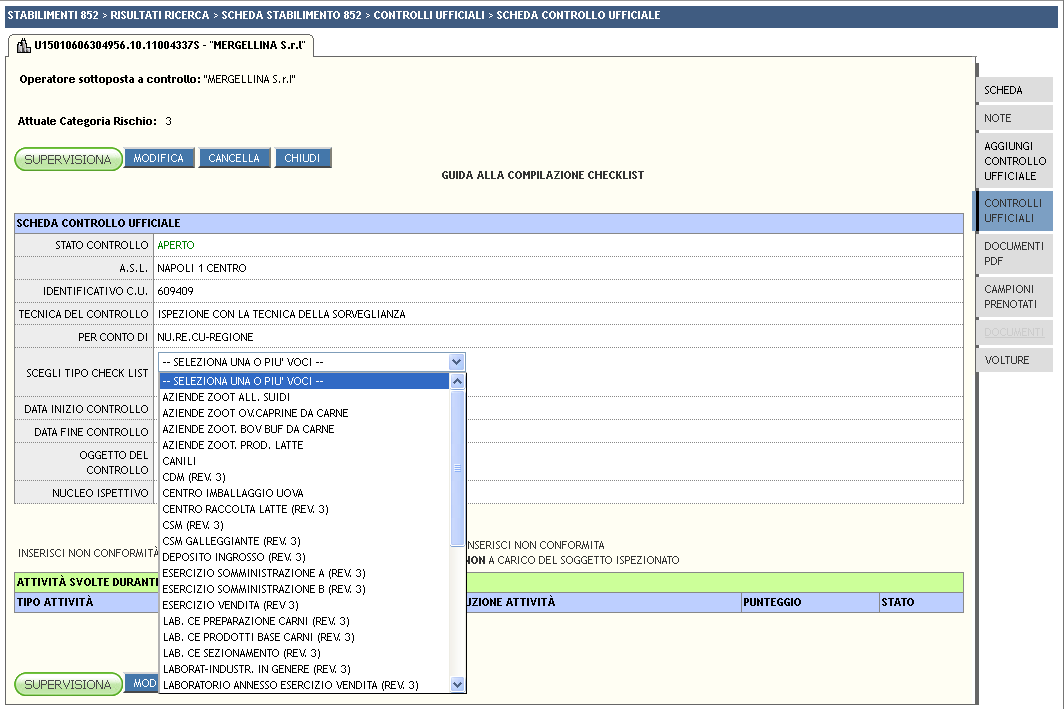 STABILIMENTI 852 > RISULTATI RICERCA > SCHEDA STABILIMENTO 852 > CONTROLLI UFFICIALI > SCHEDA CONTROLLO UFFICIALE
U15010606304956.10.11004337S - "MERGELLINA S.r.l"
Operatore sottoposta a controllo: "MERGELLINA S.r.l"
Attuale Categoria Rischio: 3
SUPERVISIONA MODIFICA CANCELLA CHIUDI
GUIDA ALLA COMPILAZIONE CHECKLIST
SCHEDA CONTROLLO UFFICIALE
STATO CONTROLLO APERTO
A.S.L. NAPOLI 1 CENTRO
IDENTIFICATIVO C.U. 609409
TECNICA DEL CONTROLLO ISPEZIONE CON LA TECNICA DELLA SORVEGLIANZA
PER CONTO DI NU.RE.CU-REGIONE
SCEGLI TIPO CHECK LIST -- SELEZIONA UNA O PIU' VOCI --
-- SELEZIONA UNA O PIU' VOCI --
AZIENDE ZOOT ALL. SUIDI
AZIENDE ZOOT OV.CAPRINE DA CARNE
AZIENDE ZOOT. BOV BUF DA CARNE
AZIENDE ZOOT. PROD. LATTE
CANILI
CDM (REV. 3)
CENTRO IMBALLAGGIO UOVA
CENTRO RACCOLTA LATTE (REV. 3)
CSM (REV. 3)
CSM GALLEGGIANTE (REV. 3)
DEPOSITO INGROSSO (REV. 3)
ESERCIZIO SOMMINISTRAZIONE A (REV. 3)
ESERCIZIO SOMMINISTRAZIONE B (REV. 3)
ESERCIZIO VENDITA (REV 3)
LAB. CE PREPARAZIONE CARNI (REV. 3)
LAB. CE PRODOTTI BASE CARNI (REV. 3)
LAB. CE SEZIONAMENTO (REV. 3)
LABORAT-INDUSTR. IN GENERE (REV. 3)
LABORATORIO ANNESSO ESERCIZIO VENDITA (REV. 3)
DATA INIZIO CONTROLLO
DATA FINE CONTROLLO
OGGETTO DEL
CONTROLLO
NUCLEO ISPETTIVO
INSERISCI NON CONFORMITÀ
NSERISCI NON CONFORMITA
NON A CARICO DEL SOGGETTO ISPEZIONATO
ATTIVITÀ SVOLTE DURANT
TIPO ATTIVITÀ UZIONE ATTIVITÀ PUNTEGGIO STATO
SUPERVISIONA MOD
SCHEDA
NOTE
AGGIUNGI
CONTROLLO
UFFICIALE
CONTROLLI
UFFICIALI
DOCUMENTI
PDF
CAMPIONI
PRENOTATI
DOCUMENTI
VOLTURE